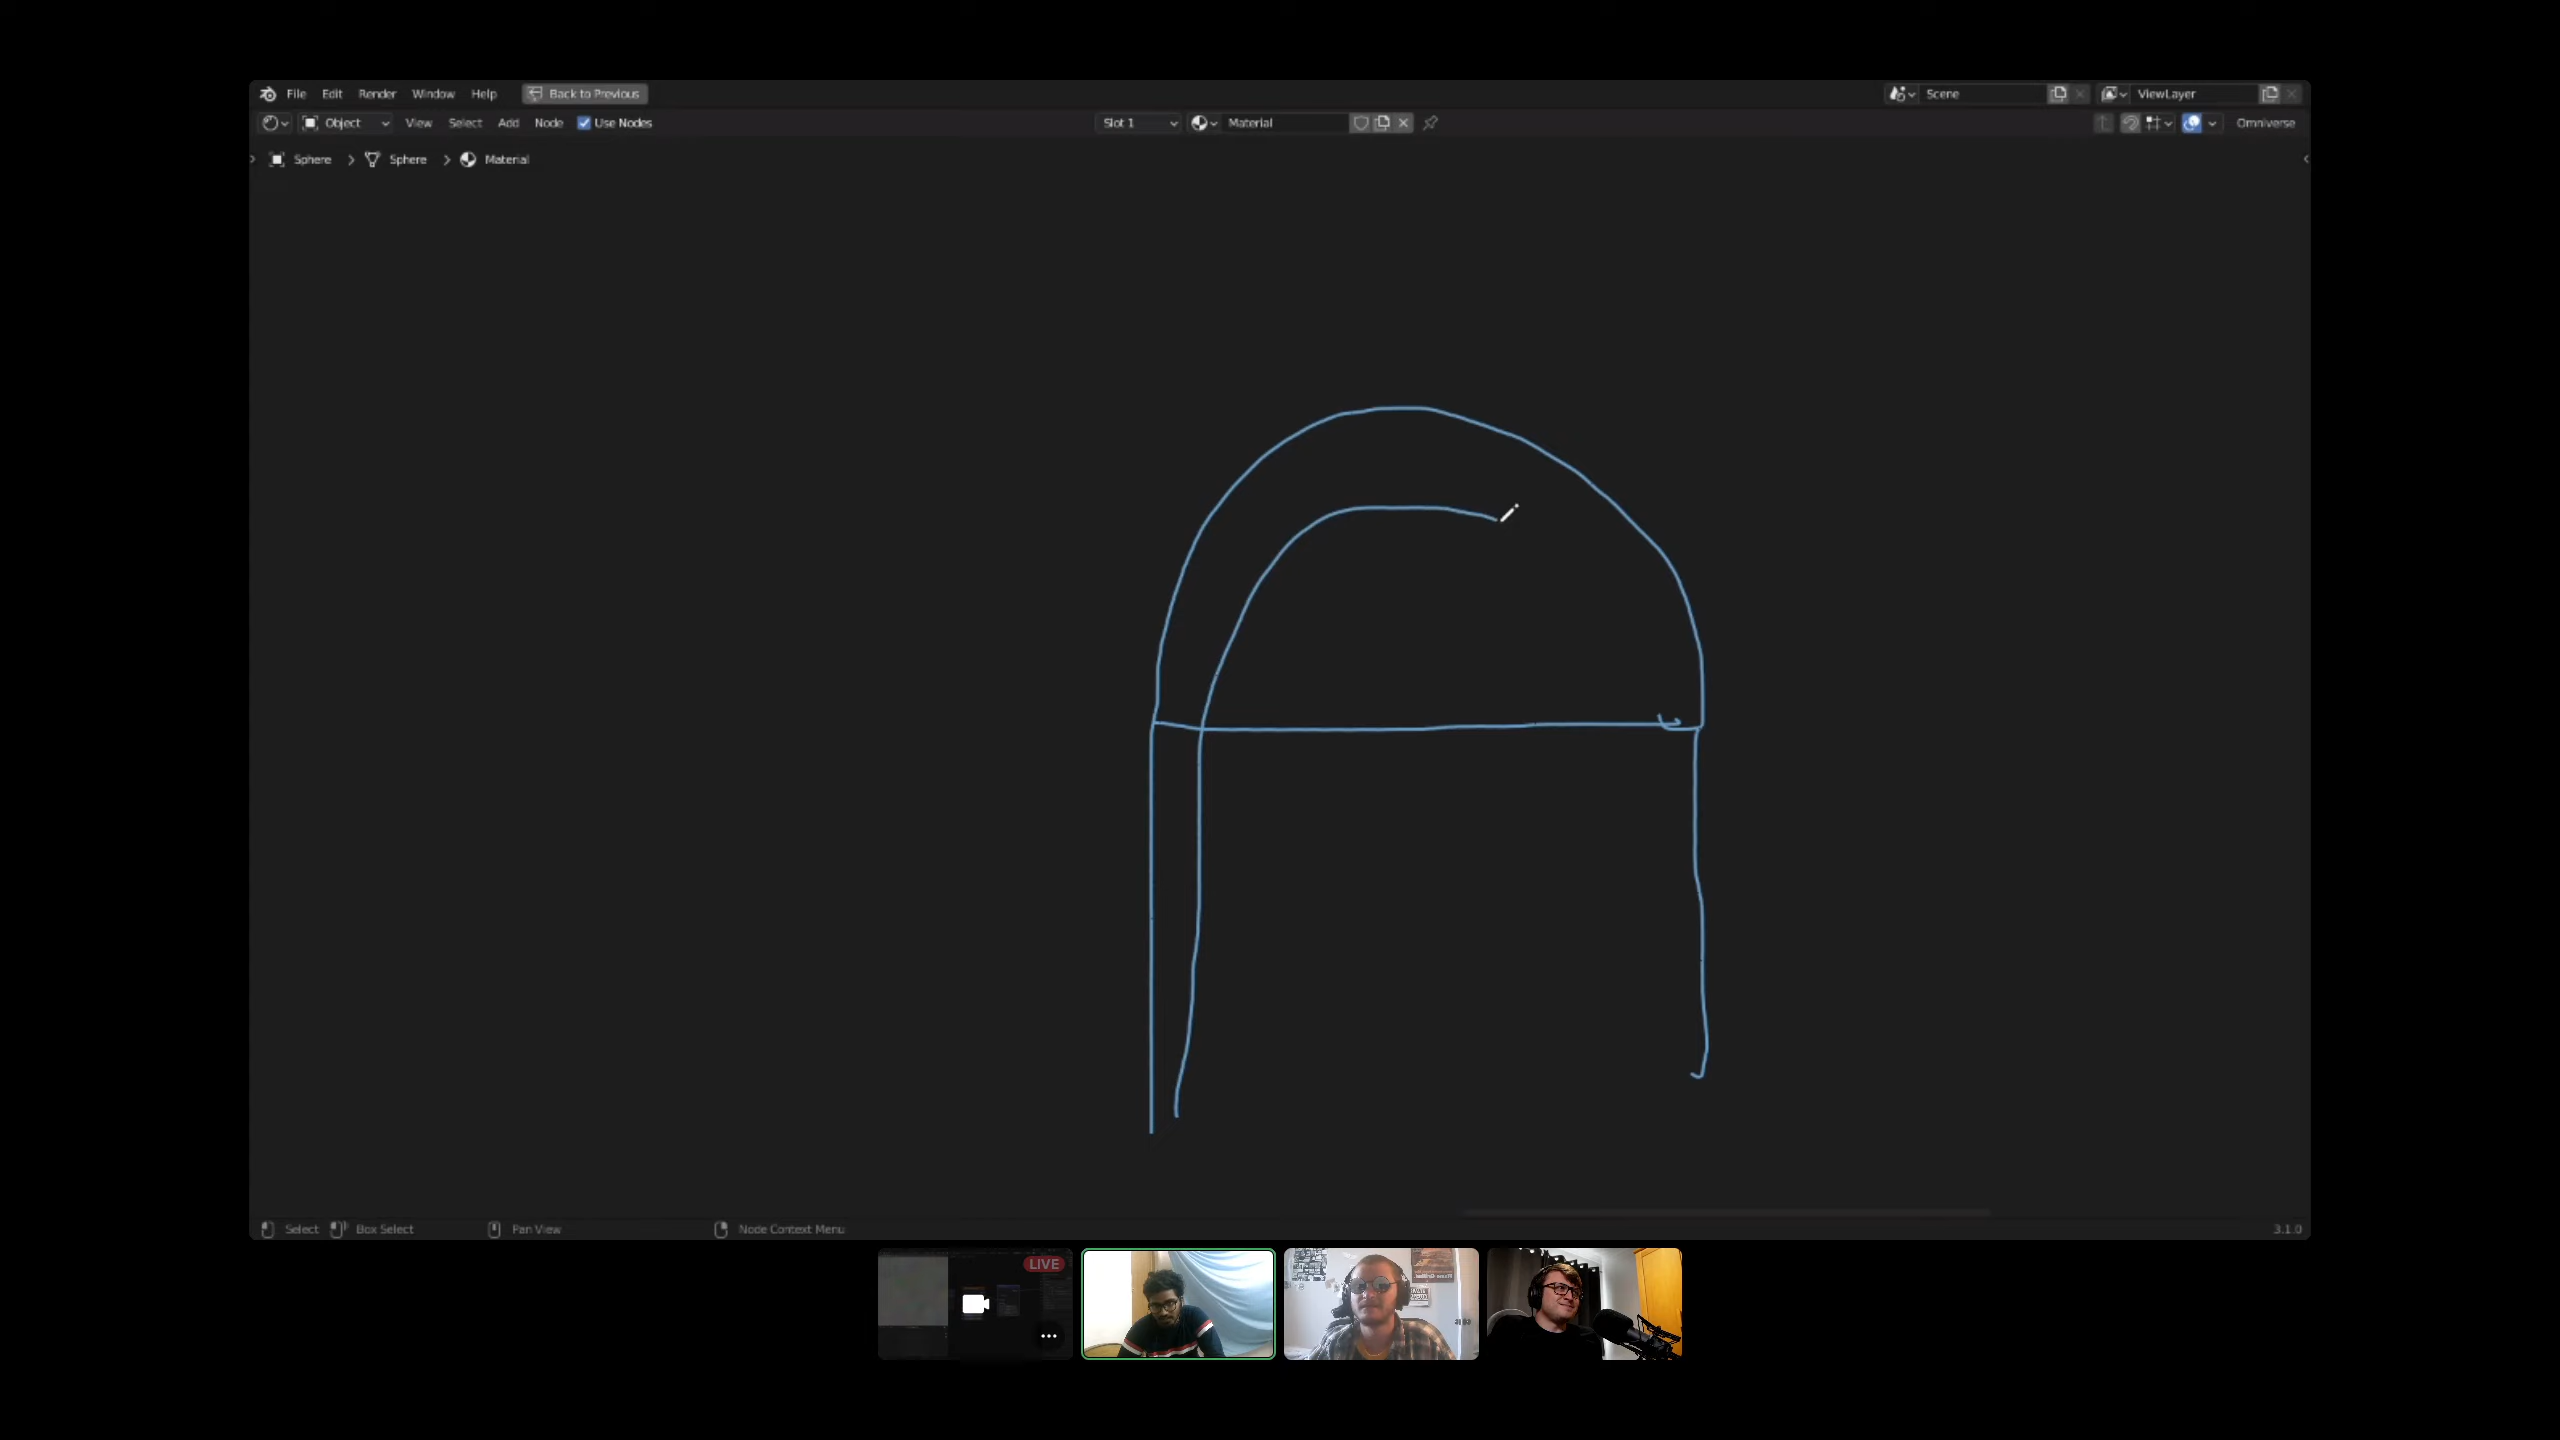 File Edit Render Window Help Back to Previous Scene ViewLayer
Object View Select Add Node Use Nodes Slot 1 Material Omniverse
Sphere Sphere Material
Select Box Select Pan View Node Context Menu 3.1.0
LIVE